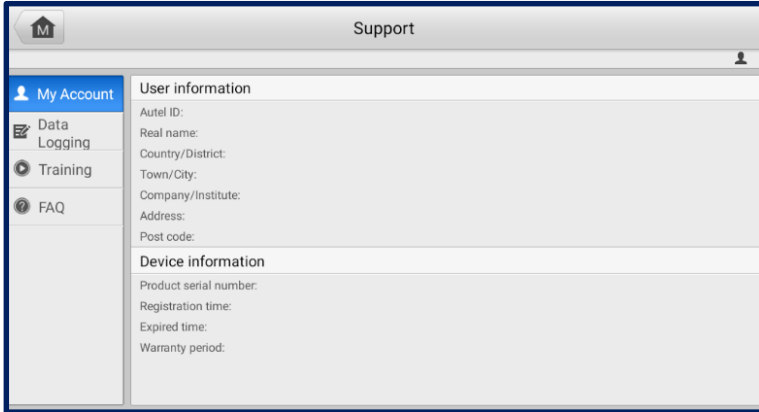 M
Support
My Account
Data
Logging
Training
FAQ
User information
Autel ID:
Real name:
Country/District:
Town/City:
Company/Institute:
Address:
Post code:
Device information
Product serial number:
Registration time:
Expired time:
Warranty period: